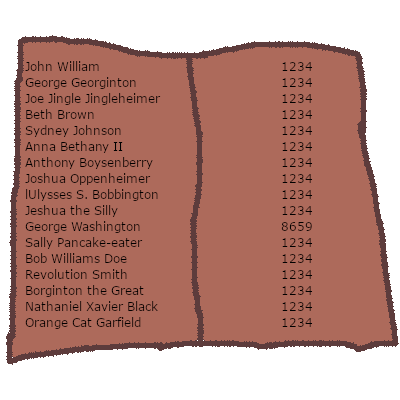 John William 1234
George Georginton 1234
Joe Jingle Jingleheimer 1234
Beth Brown 1234
Sydney Johnson 1234
Anna Bethany II 1234
Anthony Boysenberry 1234
Joshua Oppenheimer 1234
lUlysses S. Bobbington 1234
Jeshua the Silly 1234
George Washington 8659
Sally Pancake-eater 1234
Bob Williams Doe 1234
Revolution Smith 1234
Borginton the Great 1234
Nathaniel Xavier Black 1234
Orange Cat Garfield 1234